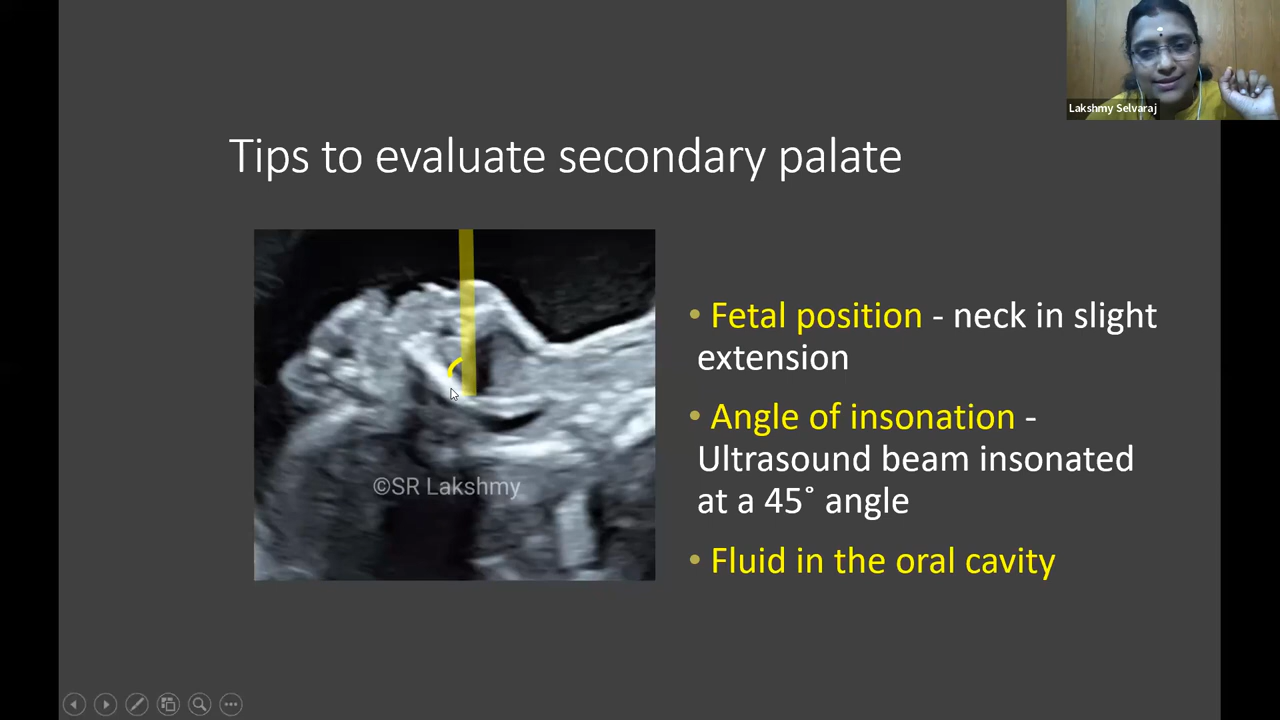 Lakshmy Selvaraj
Tips to evaluate secondary palate
©SR Lakshmy
• Fetal position - neck in slight
extension
• Angle of insonation -
Ultrasound beam insonated
at a 45° angle
• Fluid in the oral cavity